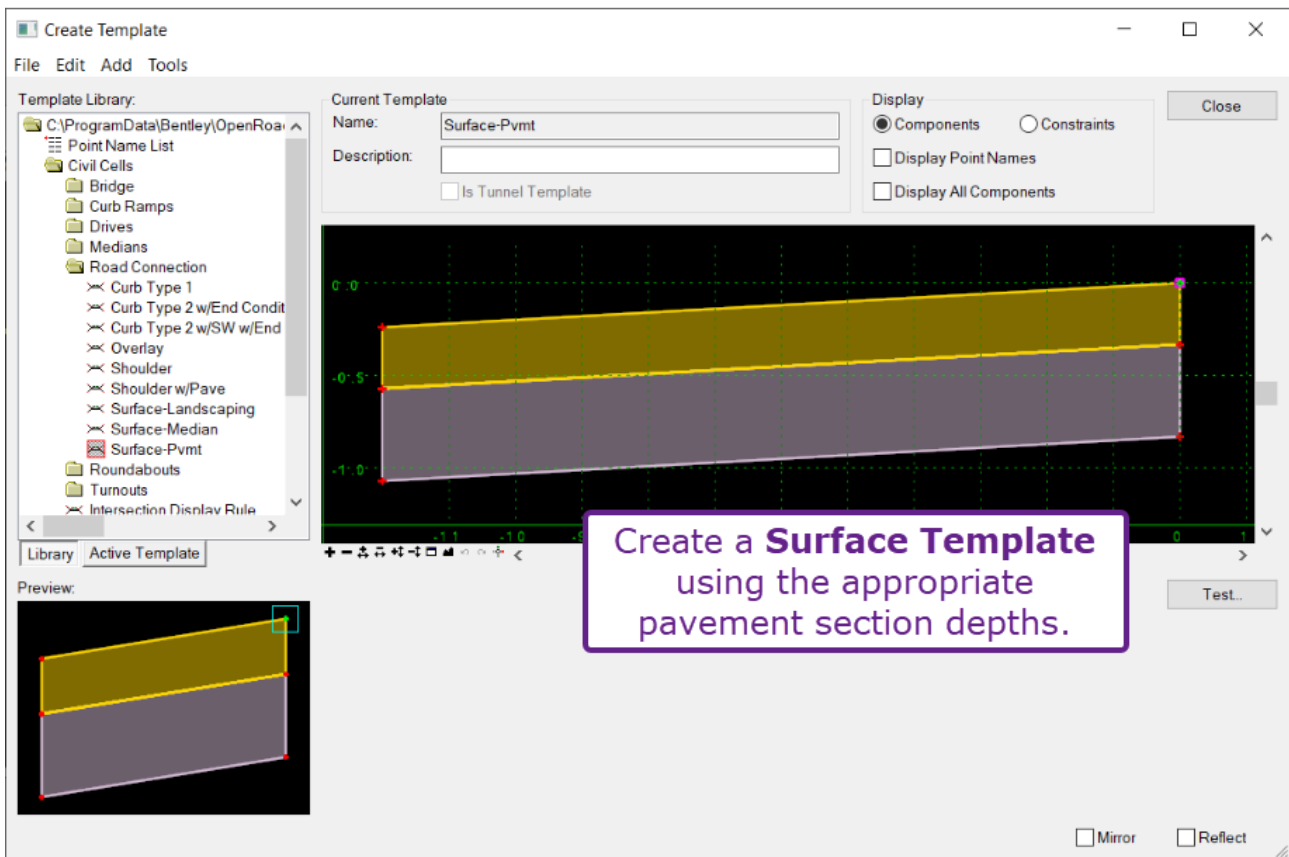 Create Template
File Edit Add Tools
Template Library:
C:\ProgramData\Bentley\OpenRoa
Point Name List
Civil Cells
Bridge
Curb Ramps
Drives
Medians
Road Connection
Curb Type 1
Curb Type 2 w/End Condit
Curb Type 2 w/SW w/End
Overlay
Shoulder
Shoulder w/Pave
Surface-Landscaping
Surface-Median
Surface-Pvmt
Roundabouts
Turnouts
Intersection Display Rule
Library Active Template
Preview:
Current Template
Name: Surface-Pvmt
Description:
Is Tunnel Template
Display
Components Constraints
Display Point Names
Display All Components
Close
0.0
-0.5
-1.0
-11 -10 0 1
Create a Surface Template
using the appropriate
pavement section depths.
Test...
Mirror Reflect